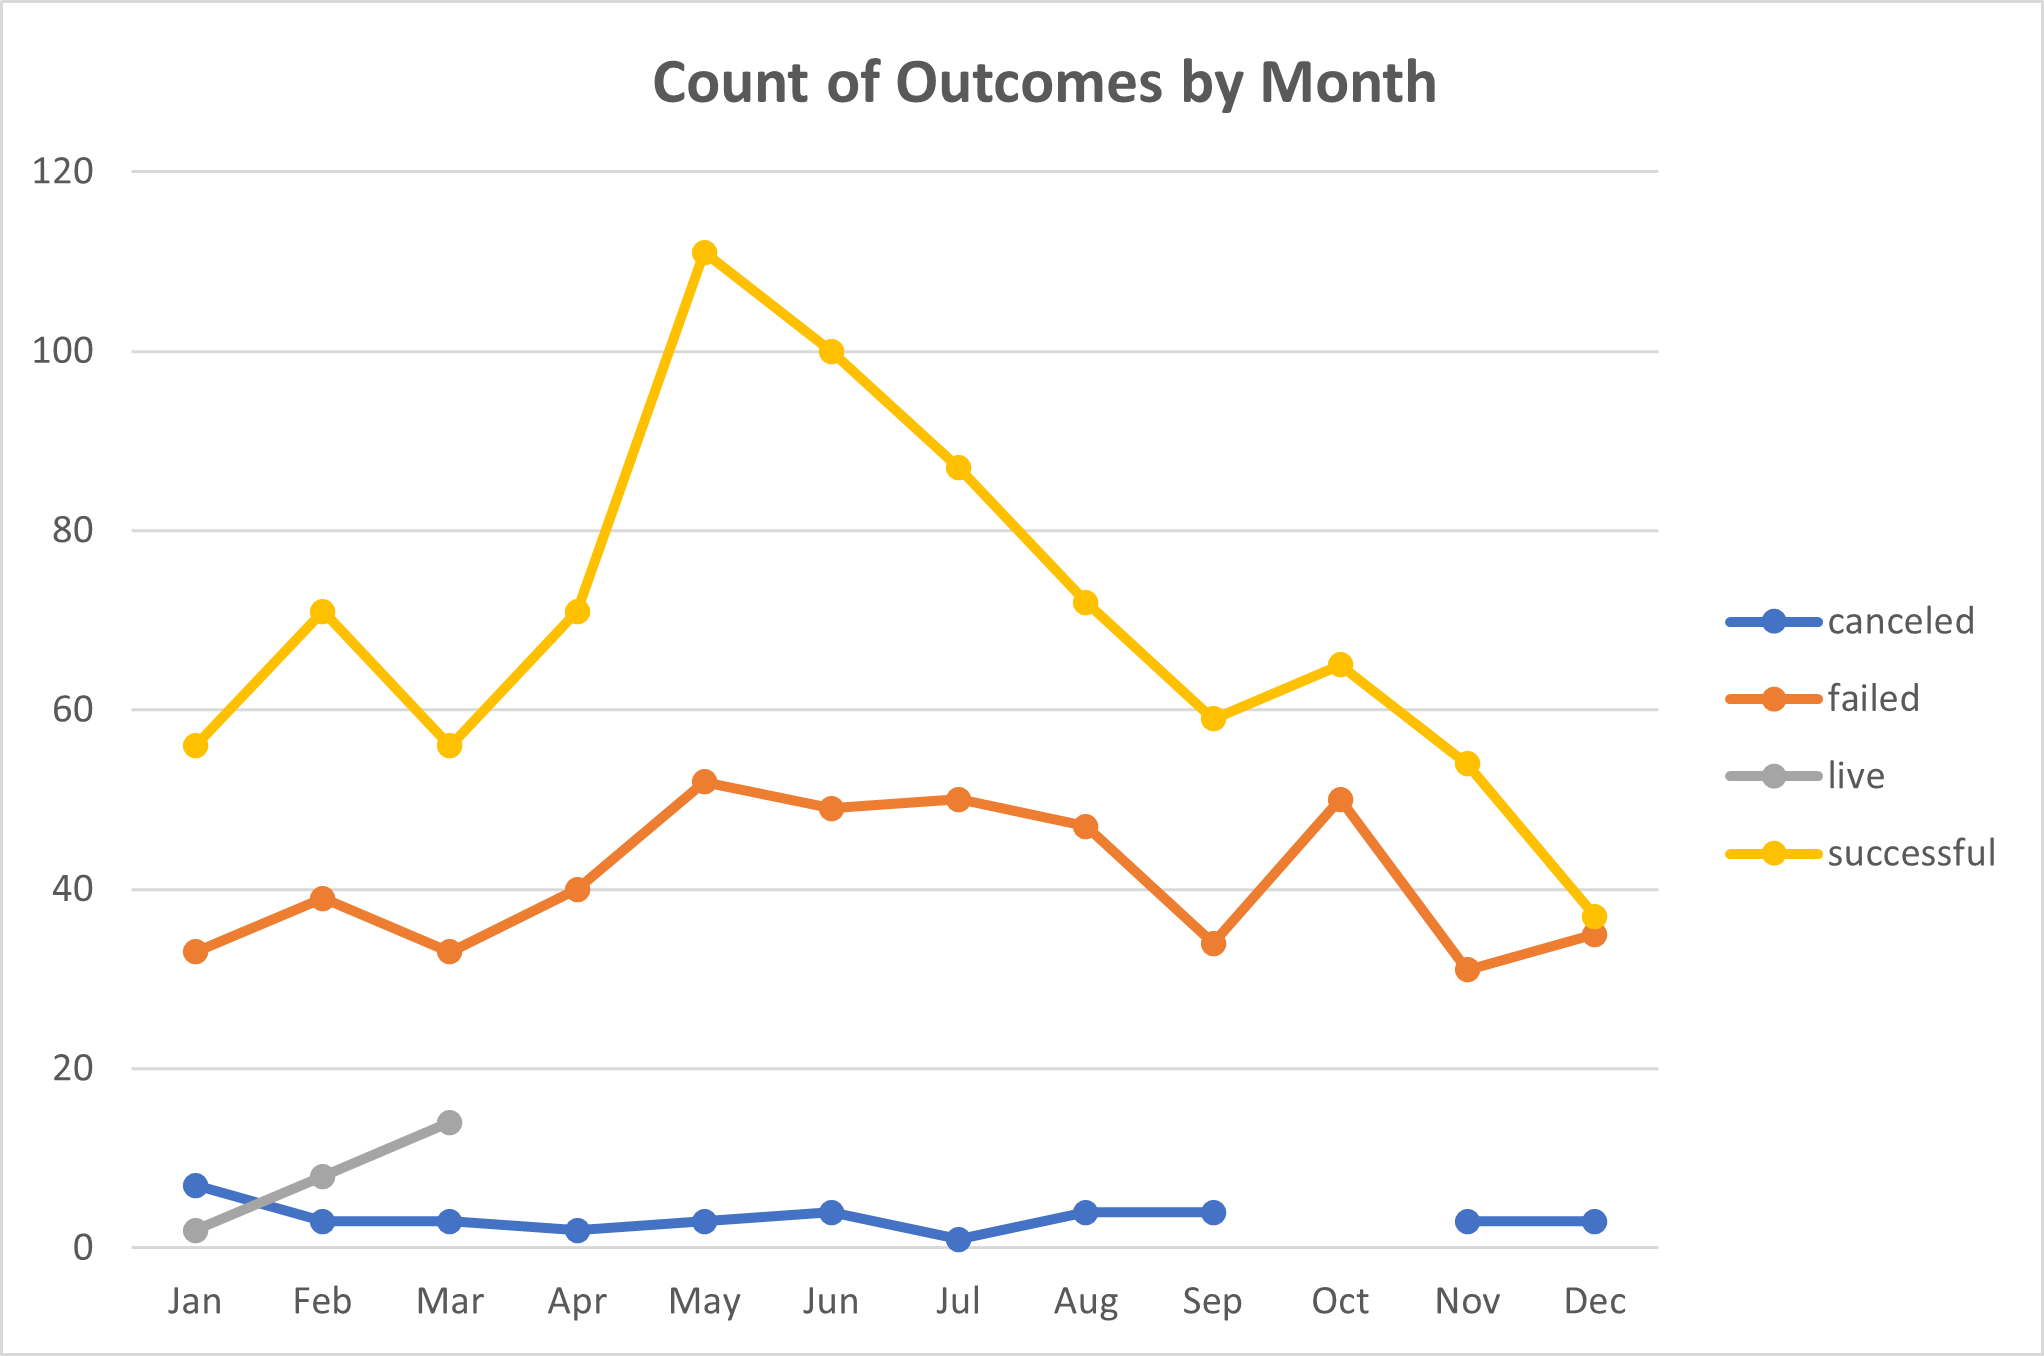 Count of Outcomes by Month
120
100
80
60
40
20
0
Jan Feb Mar Apr May Jun Jul Aug Sep Oct Nov Dec
canceled
failed
live
successful